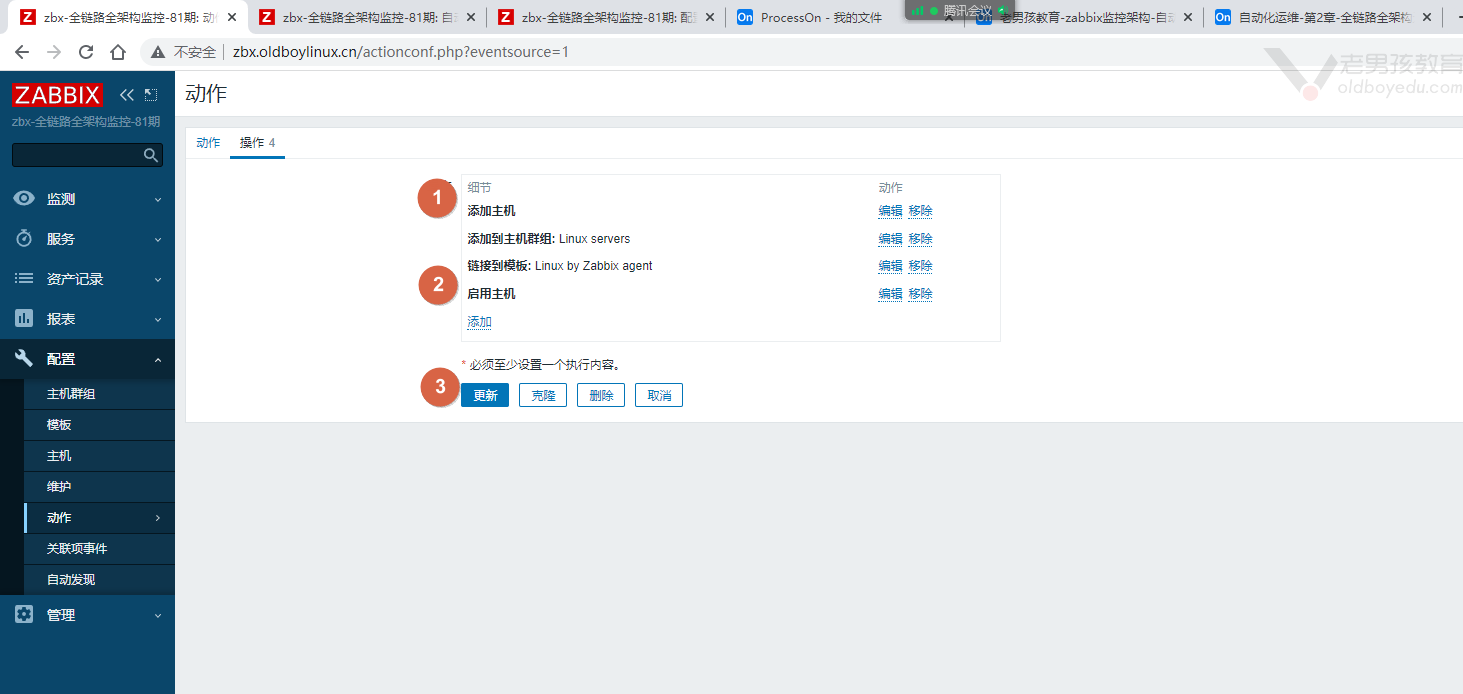 zbx-全链路全架构监控-81期: 动
zbx-全链路全架构监控-81期: 自
zbx-全链路全架构监控-81期: 配
On ProcessOn - 我的文件
腾讯会议
On 老男孩教育-zabbix监控架构-自动
On 自动化运维-第2章-全链路全架构
不安全 zbx.oldboylinux.cn/actionconf.php?eventsource=1
老男孩教育
oldboyedu.com
ZABBIX
zbx-全链路全架构监控-81期
监测
服务
资产记录
报表
配置
主机群组
模板
主机
维护
动作
关联项事件
自动发现
管理
动作
动作 操作 4
细节 动作
1
添加主机 编辑 移除
添加到主机群组: Linux servers 编辑 移除
链接到模板: Linux by Zabbix agent 编辑 移除
2
启用主机 编辑 移除
添加
* 必须至少设置一个执行内容。
3
更新 克隆 删除 取消